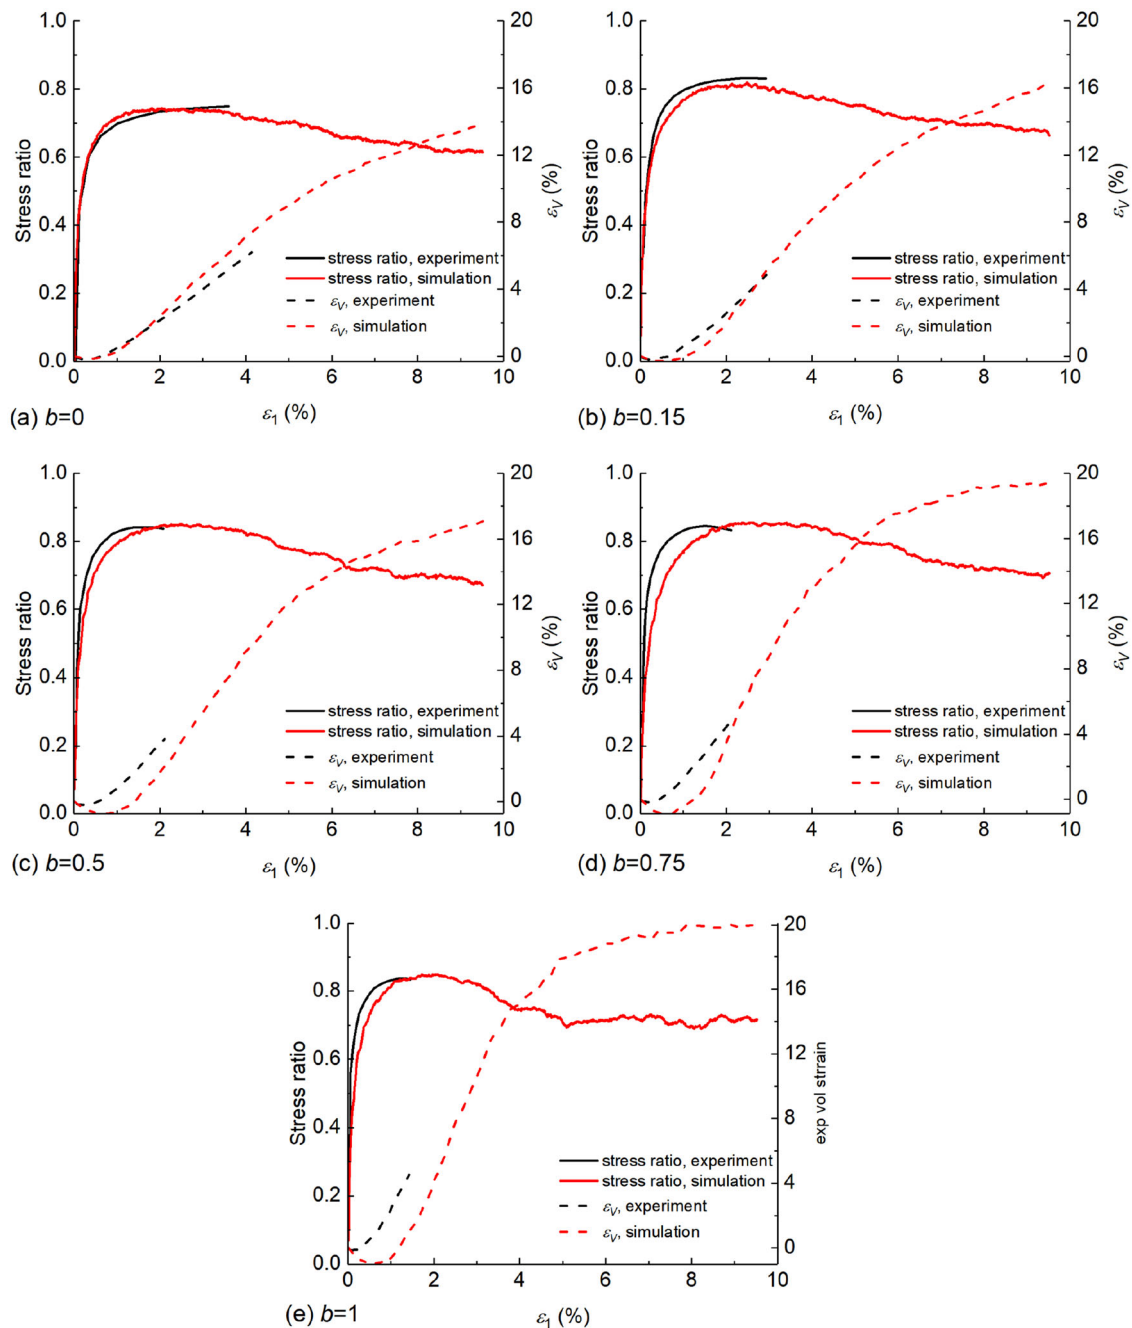 1.0
0.8
0.6
0.4
0.2
0.0
Stress ratio
20
16
12
8
4
0
εV (%)
stress ratio, experiment
stress ratio, simulation
εV, experiment
εV, simulation
0 2 4 6 8 10
(a) b=0
ε1 (%)
1.0
0.8
0.6
0.4
0.2
0.0
Stress ratio
20
16
12
8
4
0
εV (%)
stress ratio, experiment
stress ratio, simulation
εV, experiment
εV, simulation
0 2 4 6 8 10
(b) b=0.15
ε1 (%)
1.0
0.8
0.6
0.4
0.2
0.0
Stress ratio
20
16
12
8
4
0
εV (%)
stress ratio, experiment
stress ratio, simulation
εV, experiment
εV, simulation
0 2 4 6 8 10
(c) b=0.5
ε1 (%)
1.0
0.8
0.6
0.4
0.2
0.0
Stress ratio
20
16
12
8
4
0
εV (%)
stress ratio, experiment
stress ratio, simulation
εV, experiment
εV, simulation
0 2 4 6 8 10
(d) b=0.75
ε1 (%)
1.0
0.8
0.6
0.4
0.2
0.0
Stress ratio
20
16
12
8
4
0
exp vol strrain
stress ratio, experiment
stress ratio, simulation
εV, experiment
εV, simulation
0 2 4 6 8 10
(e) b=1
ε1 (%)